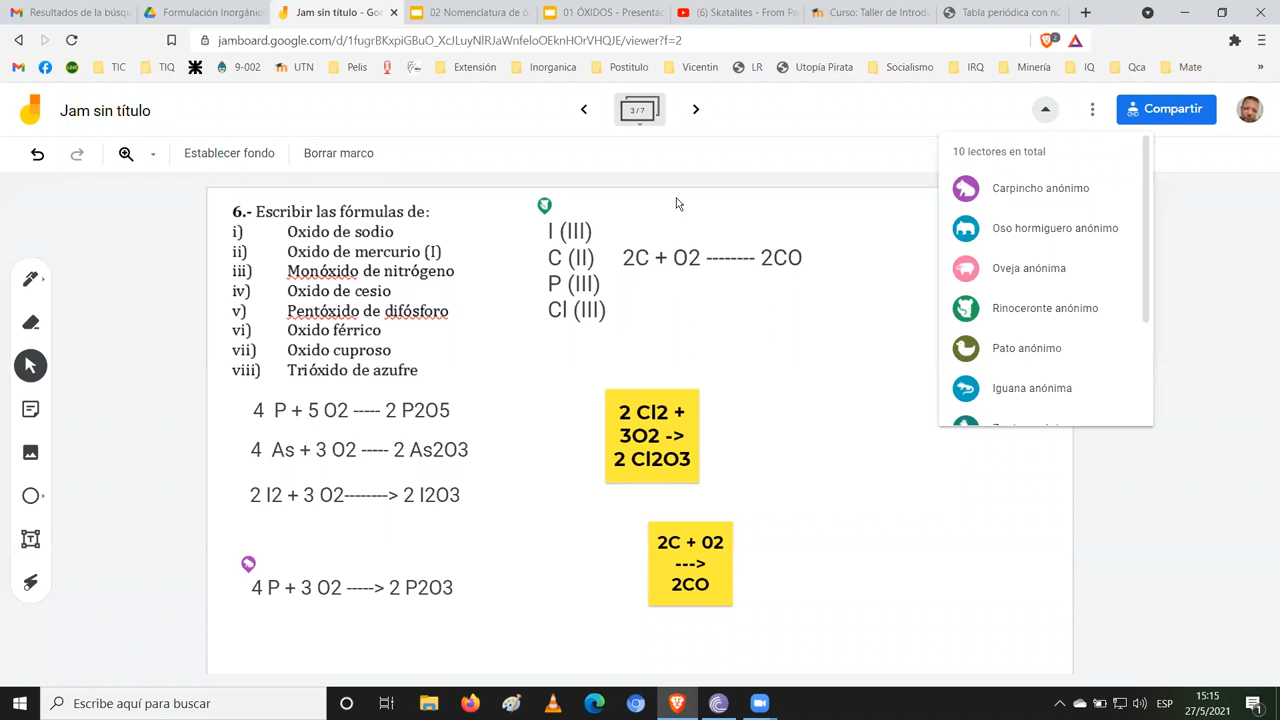 Resultados de la búsqu
Formulación Inorgánic
Jam sin título - Goo
02 Nomenclatura de ó
01 OXIDOS - Presentac
(6) Skatalites - From Pa
Curso: Taller de Introdu
Tabla periódica con nú
jamboard.google.com/d/1fugrBKxpiGBuO_XcJLuyNlRJaWnfeloOEknHOrVHQJE/viewer?f=2
2
TIC
TIQ
9-002
UTN
Pelis
Extensión
Inorganica
Postitulo
Vicentin
LR
Utopía Pirata
Socialismo
IRQ
Minería
IQ
Qca
Mate
»
Jam sin título
3 / 7
Compartir
Establecer fondo
Borrar marco
10 lectores en total
Carpincho anónimo
Oso hormiguero anónimo
Oveja anónima
Rinoceronte anónimo
Pato anónimo
Iguana anónima
6.- Escribir las fórmulas de:
i) Oxido de sodio
ii) Oxido de mercurio (I)
iii) Monóxido de nitrógeno
iv) Oxido de cesio
v) Pentóxido de difósforo
vi) Oxido férrico
vii) Oxido cuproso
viii) Trióxido de azufre
I (III)
C (II) 2C + O2 -------- 2CO
P (III)
Cl (III)
4 P + 5 O2 ----- 2 P2O5
4 As + 3 O2 ----- 2 As2O3
2 I2 + 3 O2--------> 2 I2O3
4 P + 3 O2 -----> 2 P2O3
2 Cl2 +
3O2 ->
2 Cl2O3
2C + 02
--->
2CO
Escribe aquí para buscar
ESP
15:15
27/5/2021
1